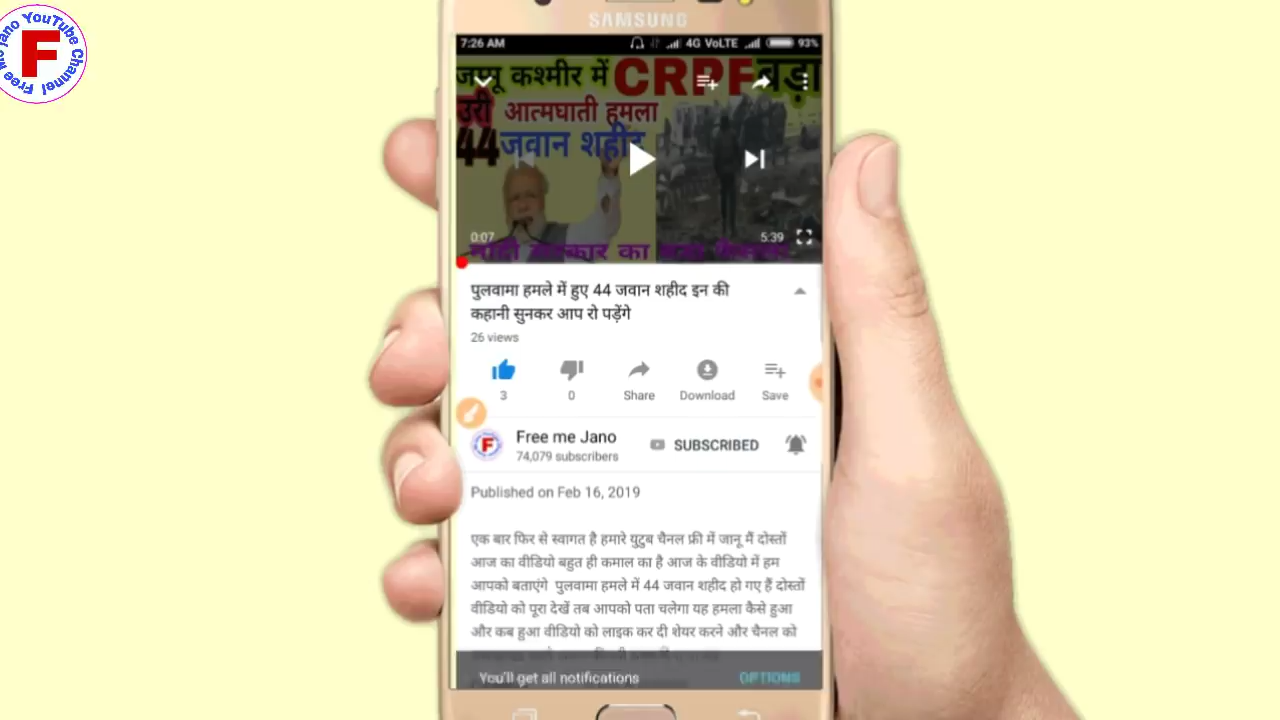 Free Me Jano YouTube Channel
F
SAMSUNG
7:26 AM 4G VoLTE 93%
जम्मू कश्मीर में CRPF बड़ा
उरी आत्मघाती हमला
44 जवान शहीद
0:07 5:39
का
पुलवामा हमले में हुए 44 जवान शहीद इन की
कहानी सुनकर आप रो पड़ेंगे
26 views
3 0 Share Download Save
F Free me Jano SUBSCRIBED
74,079 subscribers
Published on Feb 16, 2019
एक बार फिर से स्वागत है हमारे युटुब चैनल फ्री में जानू मैं दोस्तों
आज का वीडियो बहुत ही कमाल का है आज के वीडियो में हम
आपको बताएंगे पुलवामा हमले में 44 जवान शहीद हो गए हैं दोस्तों
वीडियो को पूरा देखें तब आपको पता चलेगा यह हमला कैसे हुआ
और कब हुआ वीडियो को लाइक कर दी शेयर करने और चैनल को
You'll get all notifications OPTIONS